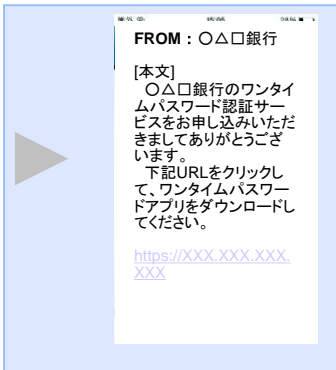 FROM：〇△□銀行
[本文]
　〇△□銀行のワンタイ
ムパスワード認証サー
ビスをお申し込みいただ
きましてありがとうござ
います。
　下記URLをクリックし
て、ワンタイムパスワー
ドアプリをダウンロードし
てください。
https://XXX.XXX.XXX.
XXX